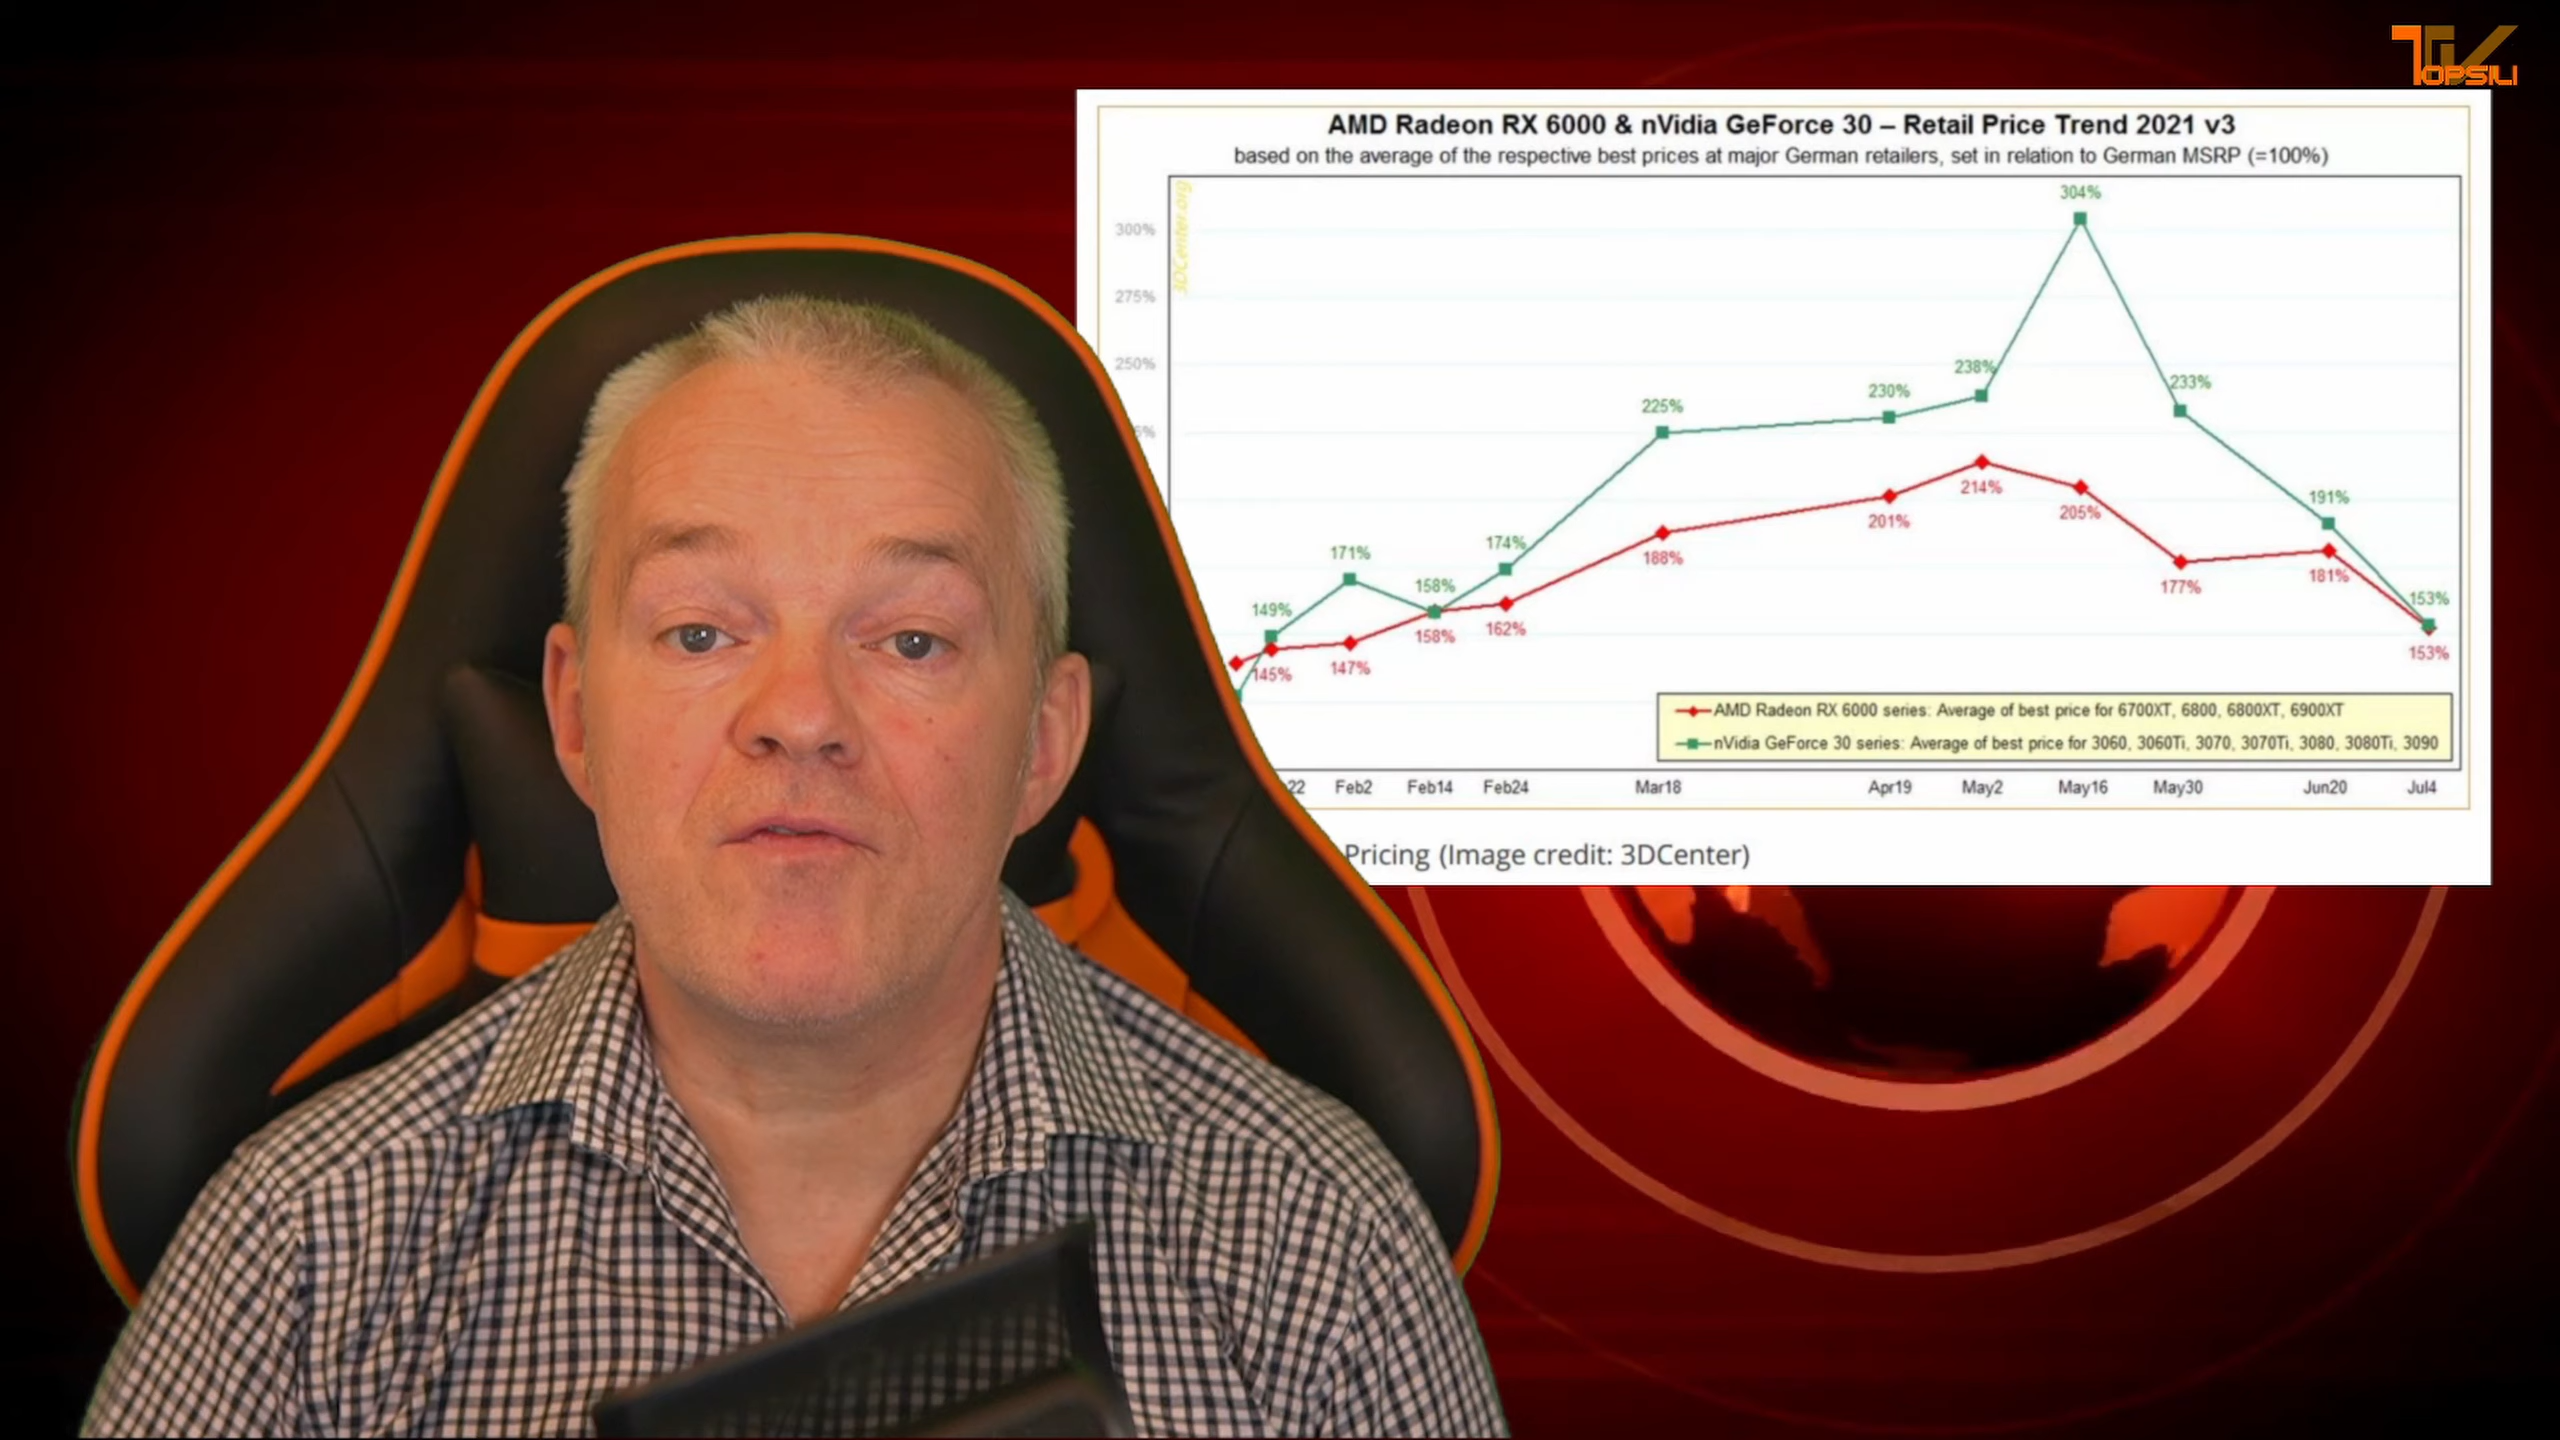 TV
TOPSILI
AMD Radeon RX 6000 & nVidia GeForce 30 – Retail Price Trend 2021 v3
based on the average of the respective best prices at major German retailers, set in relation to German MSRP (=100%)
3DCenter.org
304%
300%
275%
250%
238%
233%
230%
225%
5%
214%
205%
201%
191%
188%
181%
177%
174%
171%
162%
158%
158%
153%
153%
149%
147%
145%
AMD Radeon RX 6000 series: Average of best price for 6700XT, 6800, 6800XT, 6900XT
nVidia GeForce 30 series: Average of best price for 3060, 3060Ti, 3070, 3070Ti, 3080, 3080Ti, 3090
22 Feb2 Feb14 Feb24 Mar18 Apr19 May2 May16 May30 Jun20 Jul4
Pricing (Image credit: 3DCenter)